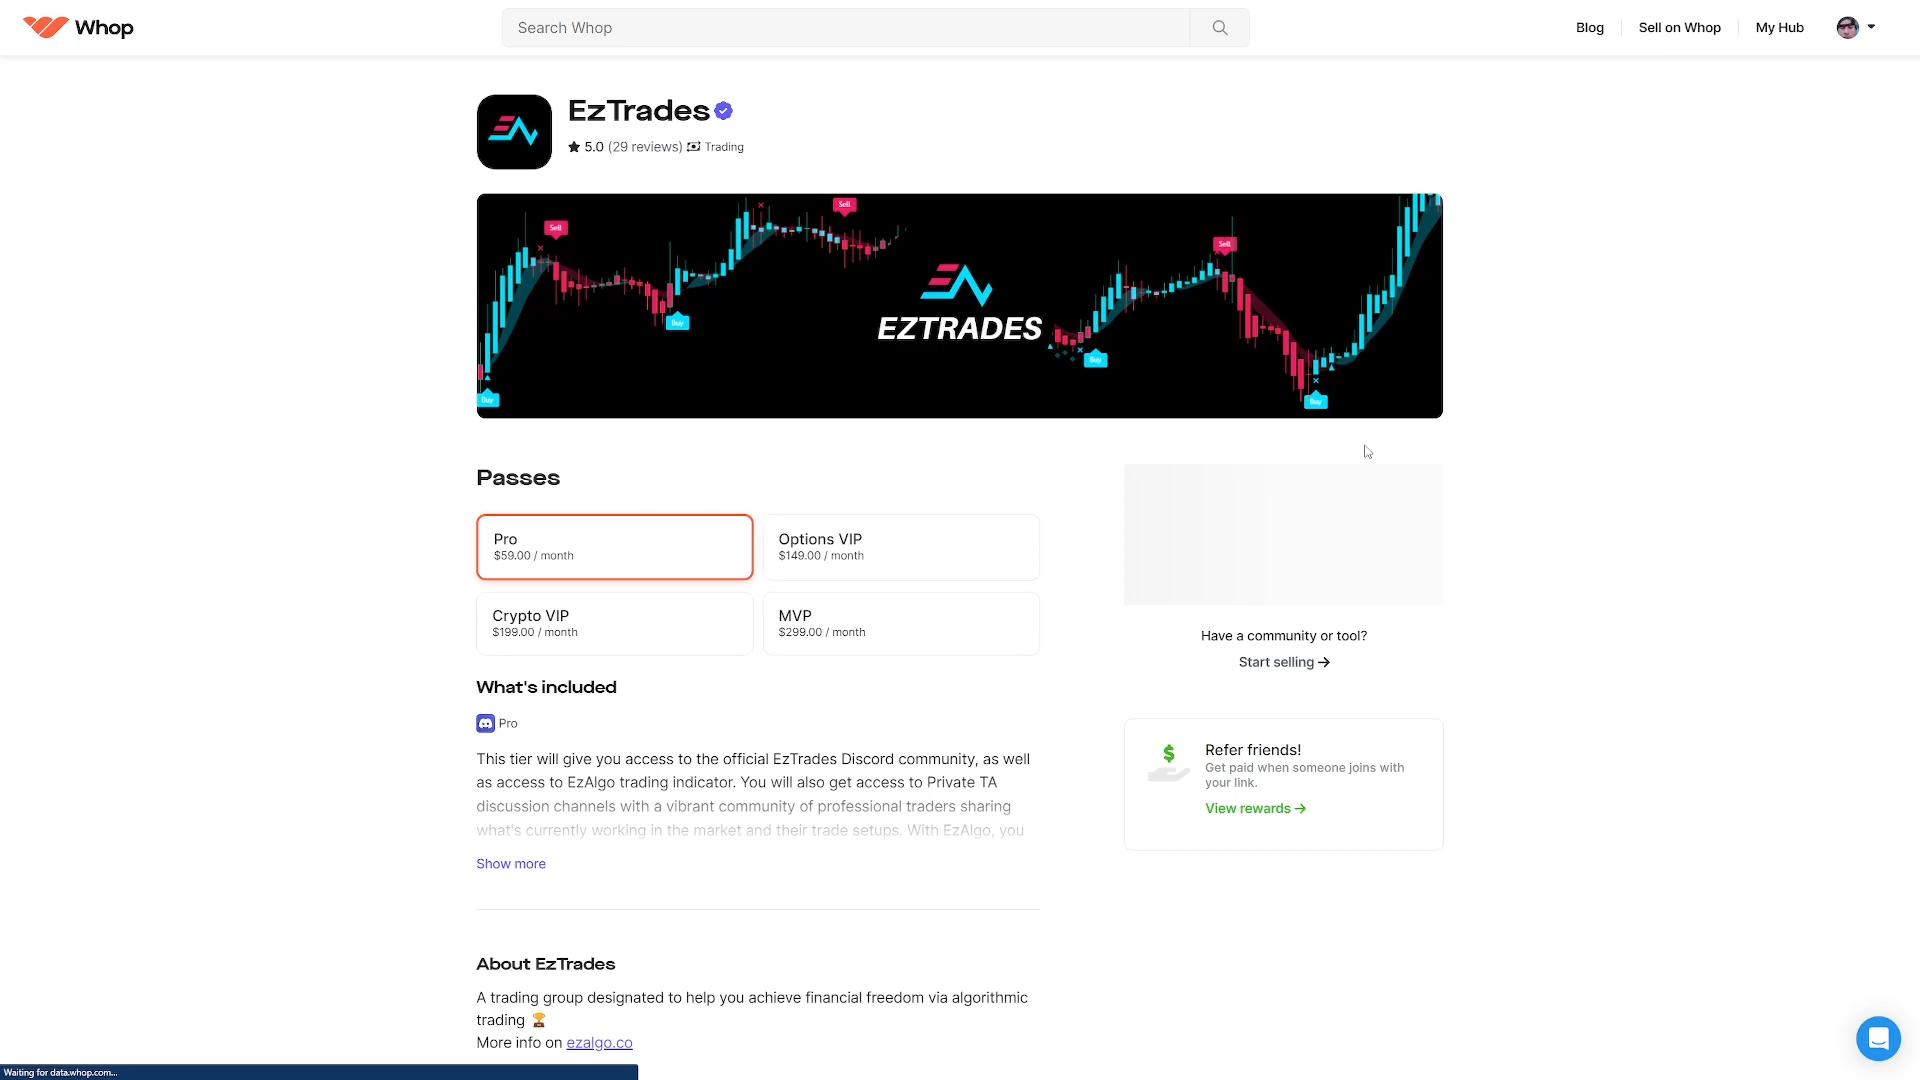 Whop
Search Whop
Blog
Sell on Whop
My Hub
EzTrades
5.0 (29 reviews) Trading
Sell
Sell
Sell
Buy
Buy
Buy
Buy
EZTRADES
Passes
Pro
$59.00 / month
Options VIP
$149.00 / month
Crypto VIP
$199.00 / month
MVP
$299.00 / month
What's included
Pro
This tier will give you access to the official EzTrades Discord community, as well
as access to EzAlgo trading indicator. You will also get access to Private TA
discussion channels with a vibrant community of professional traders sharing
what's currently working in the market and their trade setups. With EzAlgo, you
Show more
About EzTrades
A trading group designated to help you achieve financial freedom via algorithmic
trading 🏆
More info on ezalgo.co
Have a community or tool?
Start selling →
Refer friends!
Get paid when someone joins with
your link.
View rewards →
Waiting for data.whop.com...